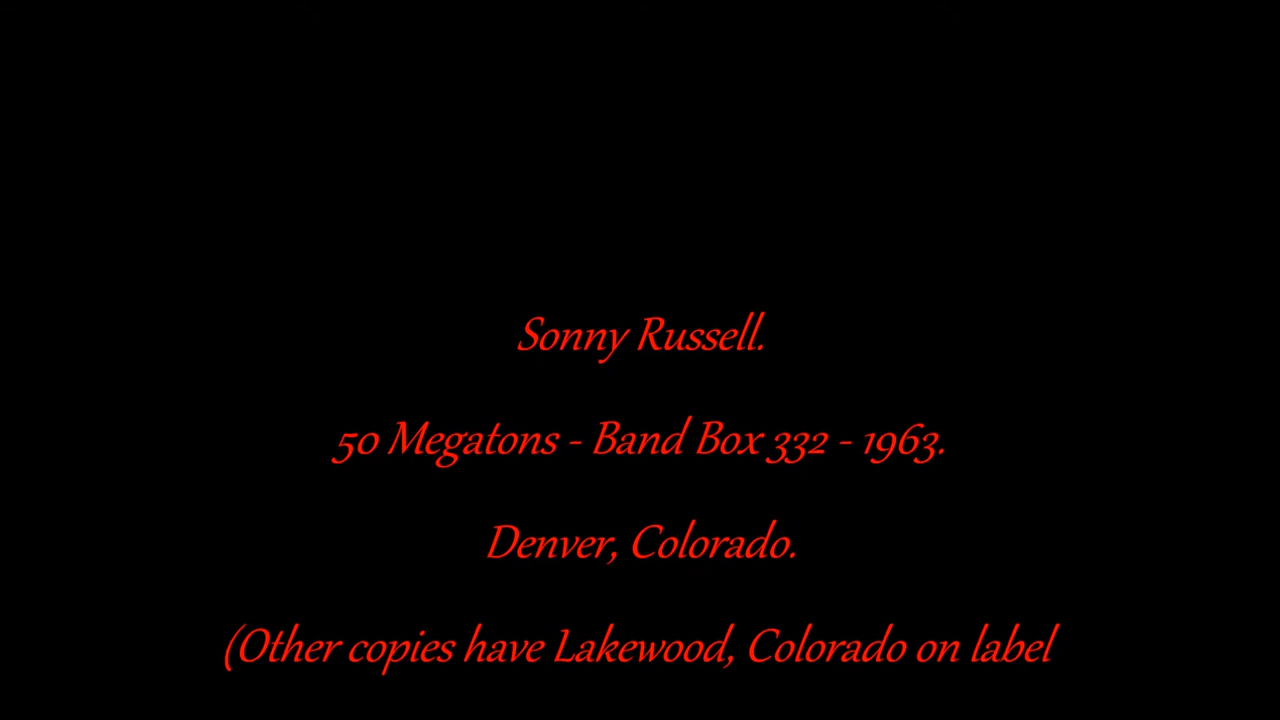 Sonny Russell.
50 Megatons - Band Box 332 - 1963.
Denver, Colorado.
(Other copies have Lakewood, Colorado on label